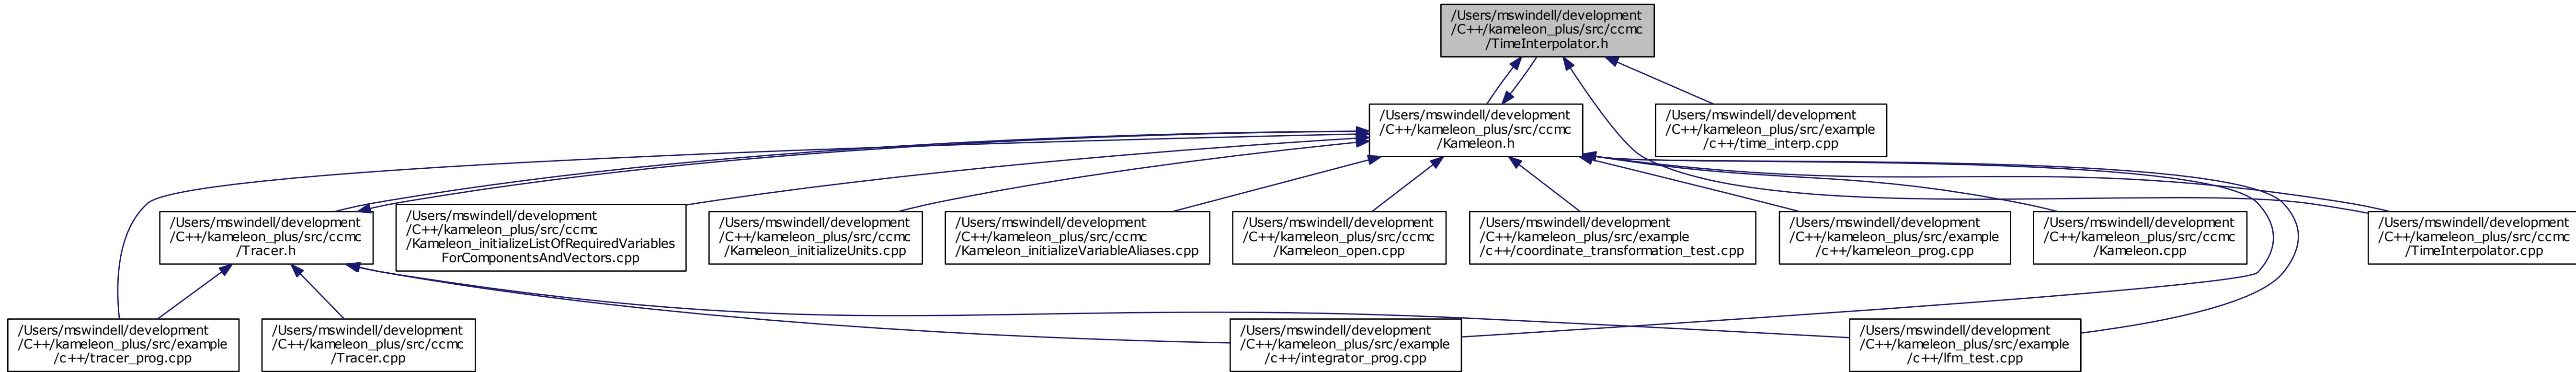 /Users/mswindell/development
/C++/kameleon_plus/src/ccmc
/TimeInterpolator.h
/Users/mswindell/development
/C++/kameleon_plus/src/ccmc
/Kameleon.h
/Users/mswindell/development
/C++/kameleon_plus/src/example
/c++/time_interp.cpp
/Users/mswindell/development
/C++/kameleon_plus/src/ccmc
/Tracer.h
/Users/mswindell/development
/C++/kameleon_plus/src/ccmc
/Kameleon_initializeListOfRequiredVariables
ForComponentsAndVectors.cpp
/Users/mswindell/development
/C++/kameleon_plus/src/ccmc
/Kameleon_initializeUnits.cpp
/Users/mswindell/development
/C++/kameleon_plus/src/ccmc
/Kameleon_initializeVariableAliases.cpp
/Users/mswindell/development
/C++/kameleon_plus/src/ccmc
/Kameleon_open.cpp
/Users/mswindell/development
/C++/kameleon_plus/src/example
/c++/coordinate_transformation_test.cpp
/Users/mswindell/development
/C++/kameleon_plus/src/example
/c++/kameleon_prog.cpp
/Users/mswindell/development
/C++/kameleon_plus/src/ccmc
/Kameleon.cpp
/Users/mswindell/development
/C++/kameleon_plus/src/ccmc
/TimeInterpolator.cpp
/Users/mswindell/development
/C++/kameleon_plus/src/example
/c++/tracer_prog.cpp
/Users/mswindell/development
/C++/kameleon_plus/src/ccmc
/Tracer.cpp
/Users/mswindell/development
/C++/kameleon_plus/src/example
/c++/integrator_prog.cpp
/Users/mswindell/development
/C++/kameleon_plus/src/example
/c++/lfm_test.cpp